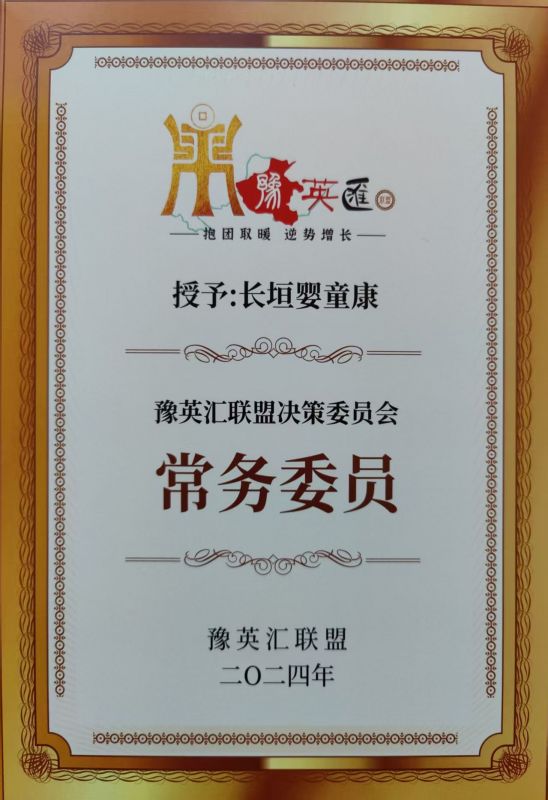 豫英匯
抱团取暖 逆势增长
授予:长垣婴童康
豫英汇联盟决策委员会
常务委员
豫英汇联盟
二〇二四年